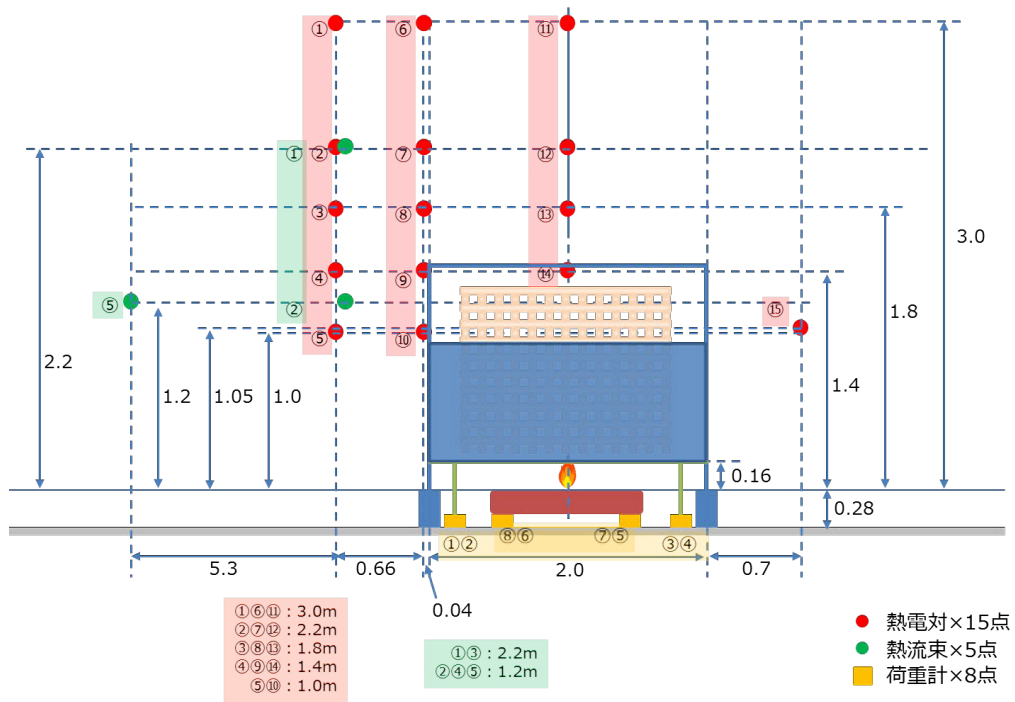 ① ⑥ ⑪
① ② ⑦ ⑫
③ ⑧ ⑬
3.0
④ ⑨ ⑭
⑤ ② ⑮
1.8
⑤ ⑩
2.2
1.2 1.05 1.0
1.4
0.16
0.28
⑧⑥ ⑦⑤
①② ③④
5.3 0.66 2.0 0.7
0.04
①⑥⑪：3.0m
②⑦⑫：2.2m
③⑧⑬：1.8m
④⑨⑭：1.4m
⑤⑩：1.0m
①③：2.2m
②④⑤：1.2m
熱電対×15点
熱流束×5点
荷重計×8点